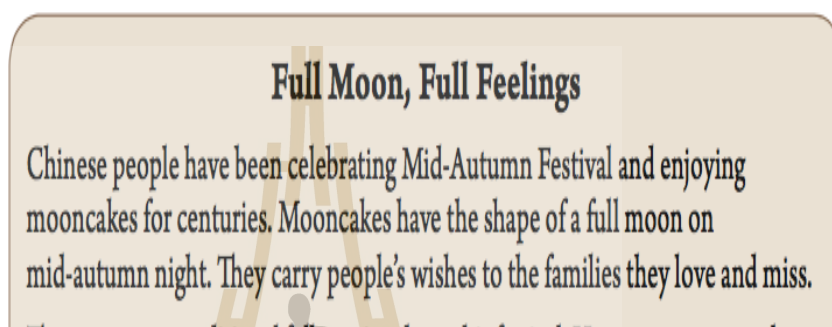 Full Moon, Full Feelings
Chinese people have been celebrating Mid-Autumn Festival and enjoying
mooncakes for centuries. Mooncakes have the shape of a full moon on
mid-autumn night. They carry people's wishes to the families they love and miss.